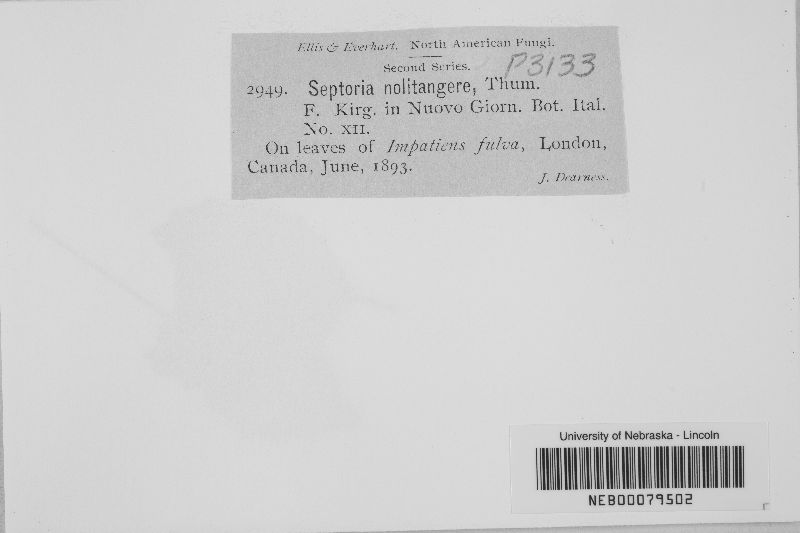 Ellis & Everhart. North American Fungi.
Second Series. P3133
2949. Septoria nolitangere, Thum.
F. Kirg. in Nuovo Giorn. Bot. Ital.
No. XII.
On leaves of Impatiens fulva, London,
Canada, June, 1893.
J. Dearness.
University of Nebraska - Lincoln
NEB00079502